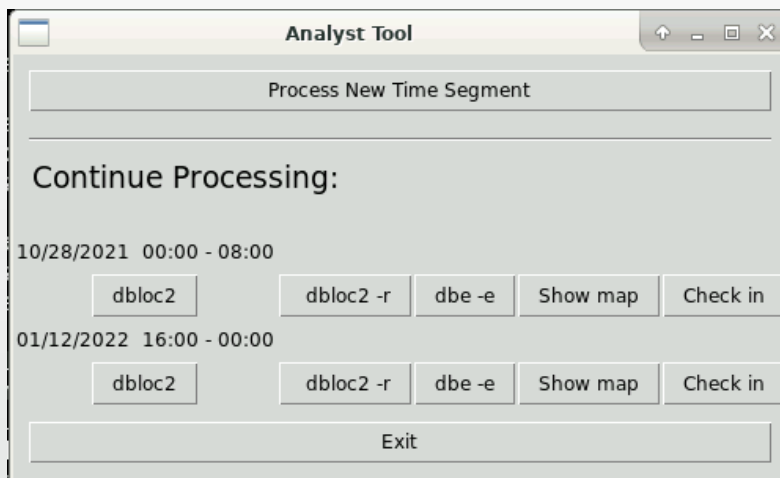 Analyst Tool
Process New Time Segment
Continue Processing:
10/28/2021 00:00 - 08:00
dbloc2 dbloc2 -r dbe -e Show map Check in
01/12/2022 16:00 - 00:00
dbloc2 dbloc2 -r dbe -e Show map Check in
Exit